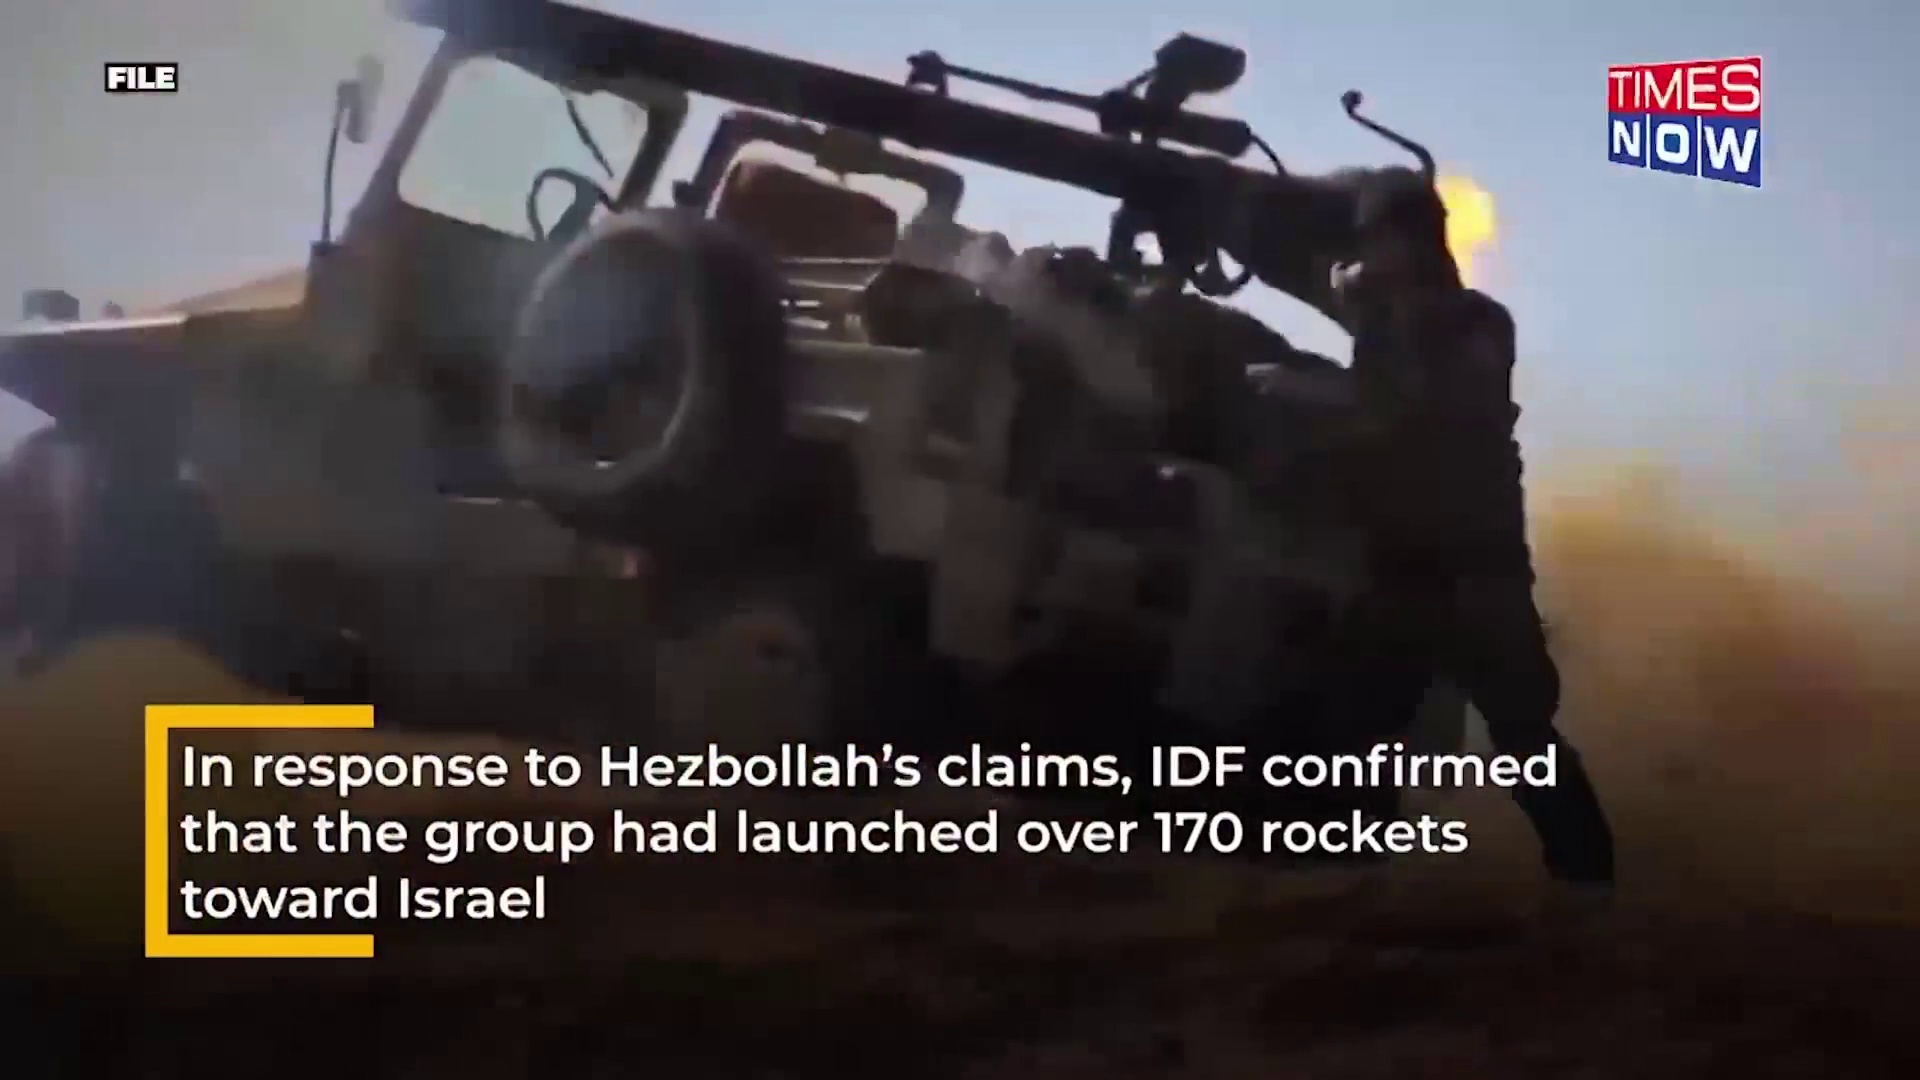 FILE
TIMES
NOW
In response to Hezbollah’s claims, IDF confirmed
that the group had launched over 170 rockets
toward Israel